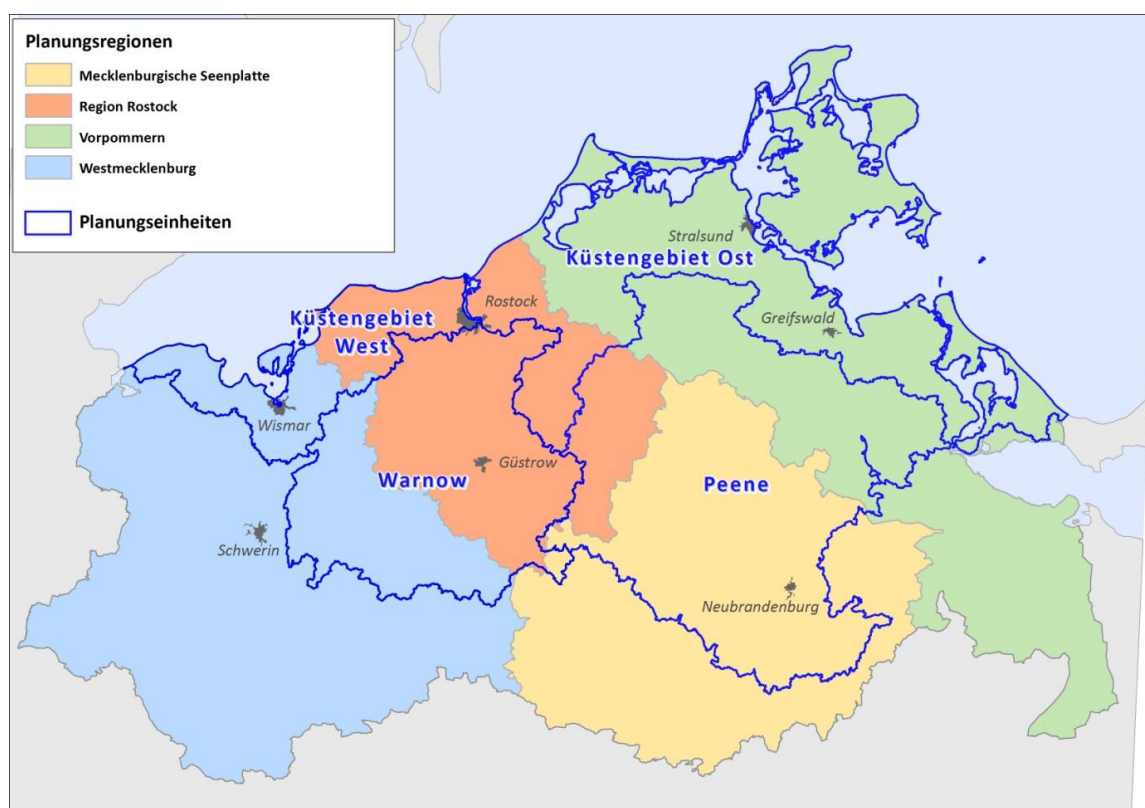 Planungsregionen
Mecklenburgische Seenplatte
Region Rostock
Vorpommern
Westmecklenburg
Planungseinheiten
Stralsund
Küstengebiet Ost
Rostock
Küstengebiet
West
Greifswald
Wismar
Güstrow
Warnow
Peene
Schwerin
Neubrandenburg